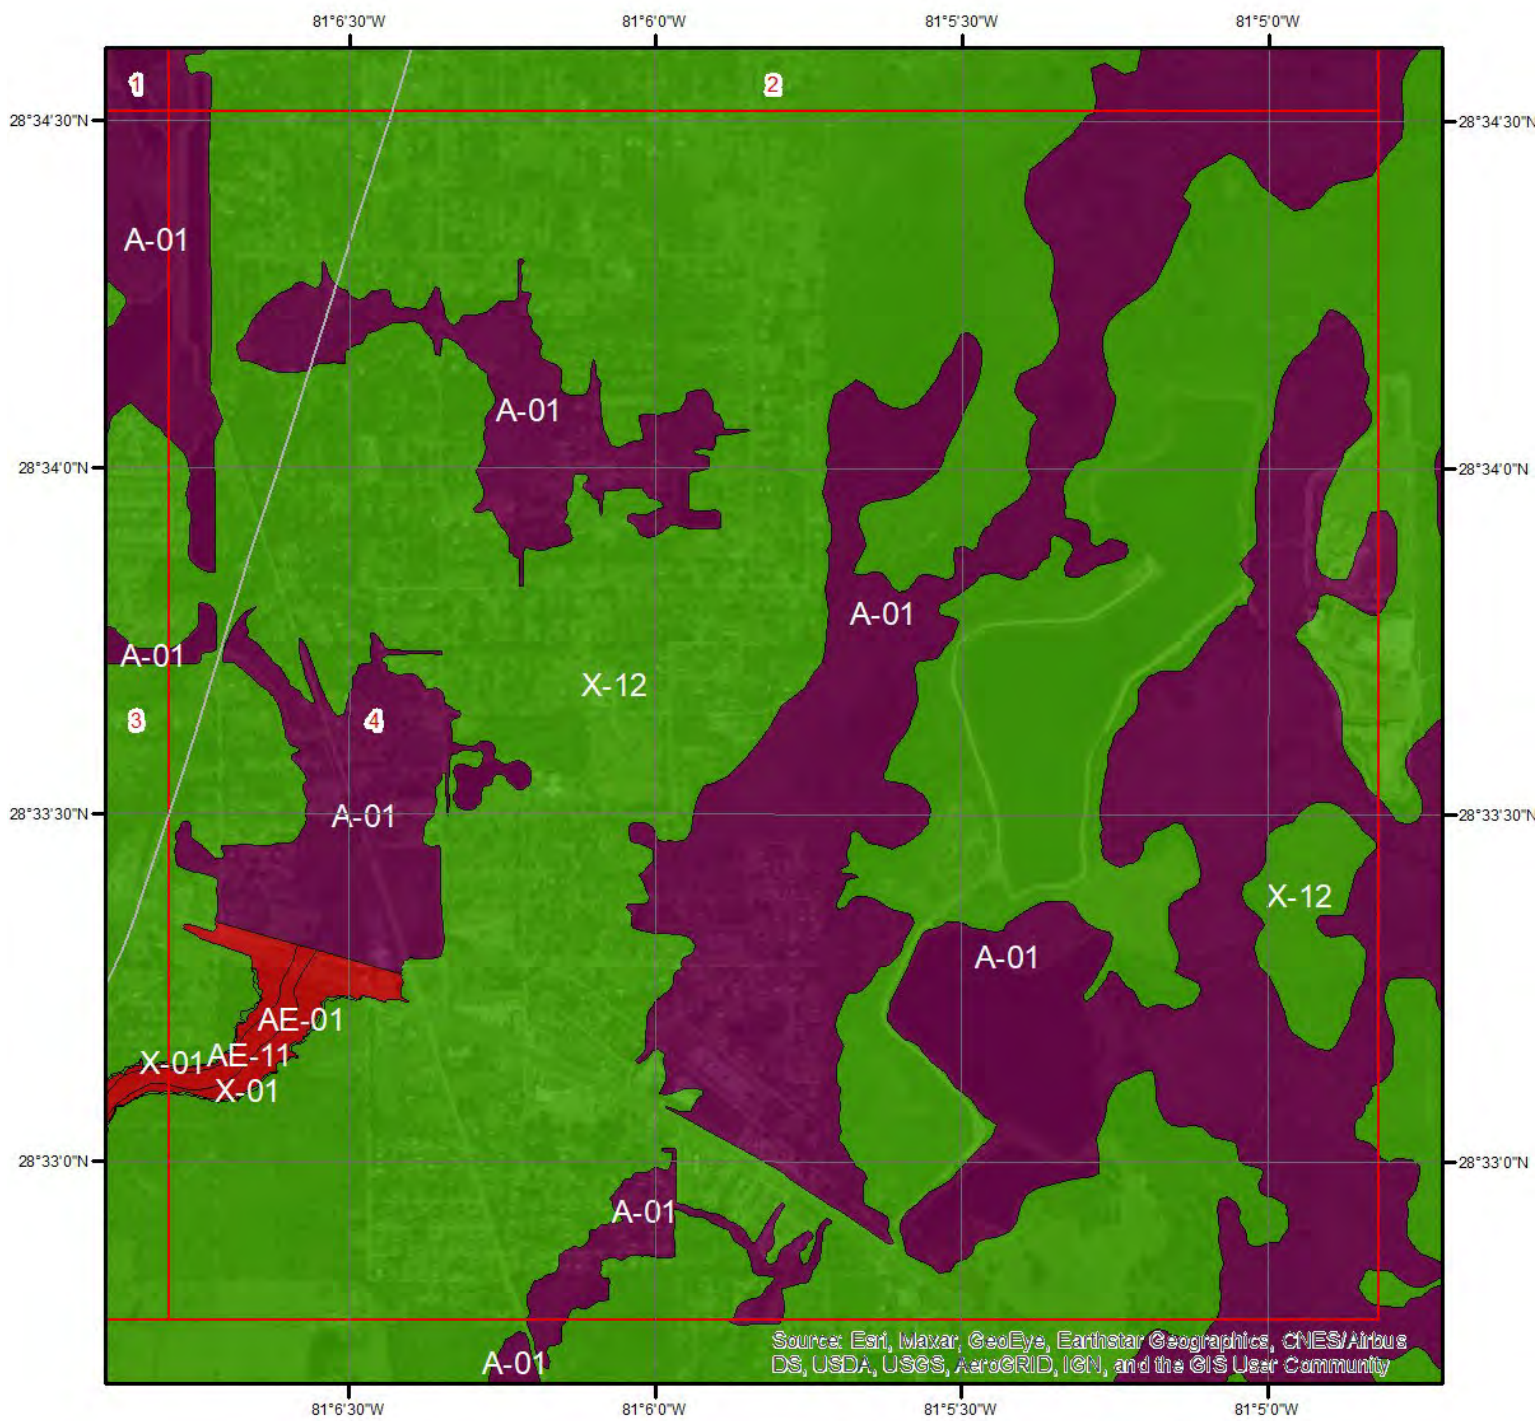 81°6'30"W 81°6'0"W 81°5'30"W 81°5'0"W
1 2
28°34'30"N 28°34'30"N
A-01
A-01
28°34'0"N 28°34'0"N
A-01
A-01
X-12
3 4
28°33'30"N A-01 28°33'30"N
X-12
A-01
AE-01
X-01 AE-11
X-01
28°33'0"N 28°33'0"N
A-01
Source: Esri, Maxar, GeoEye, Earthstar Geographics, CNES/Airbus
DS, USDA, USGS, AeroGRID, IGN, and the GIS User Community
A-01
81°6'30"W 81°6'0"W 81°5'30"W 81°5'0"W